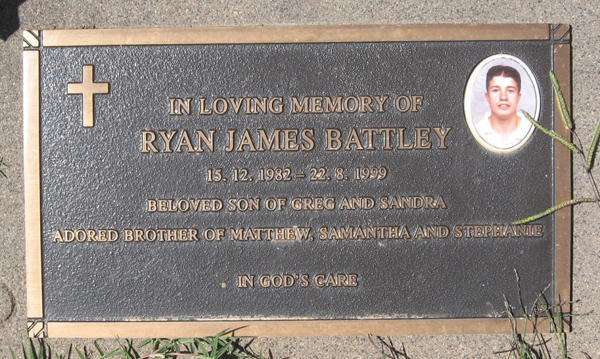 IN LOVING MEMORY OF
RYAN JAMES BATTLEY
15. 12. 1982 – 22. 8. 1999
BELOVED SON OF GREG AND SANDRA
ADORED BROTHER OF MATTHEW, SAMANTHA AND STEPHANIE
IN GOD'S CARE